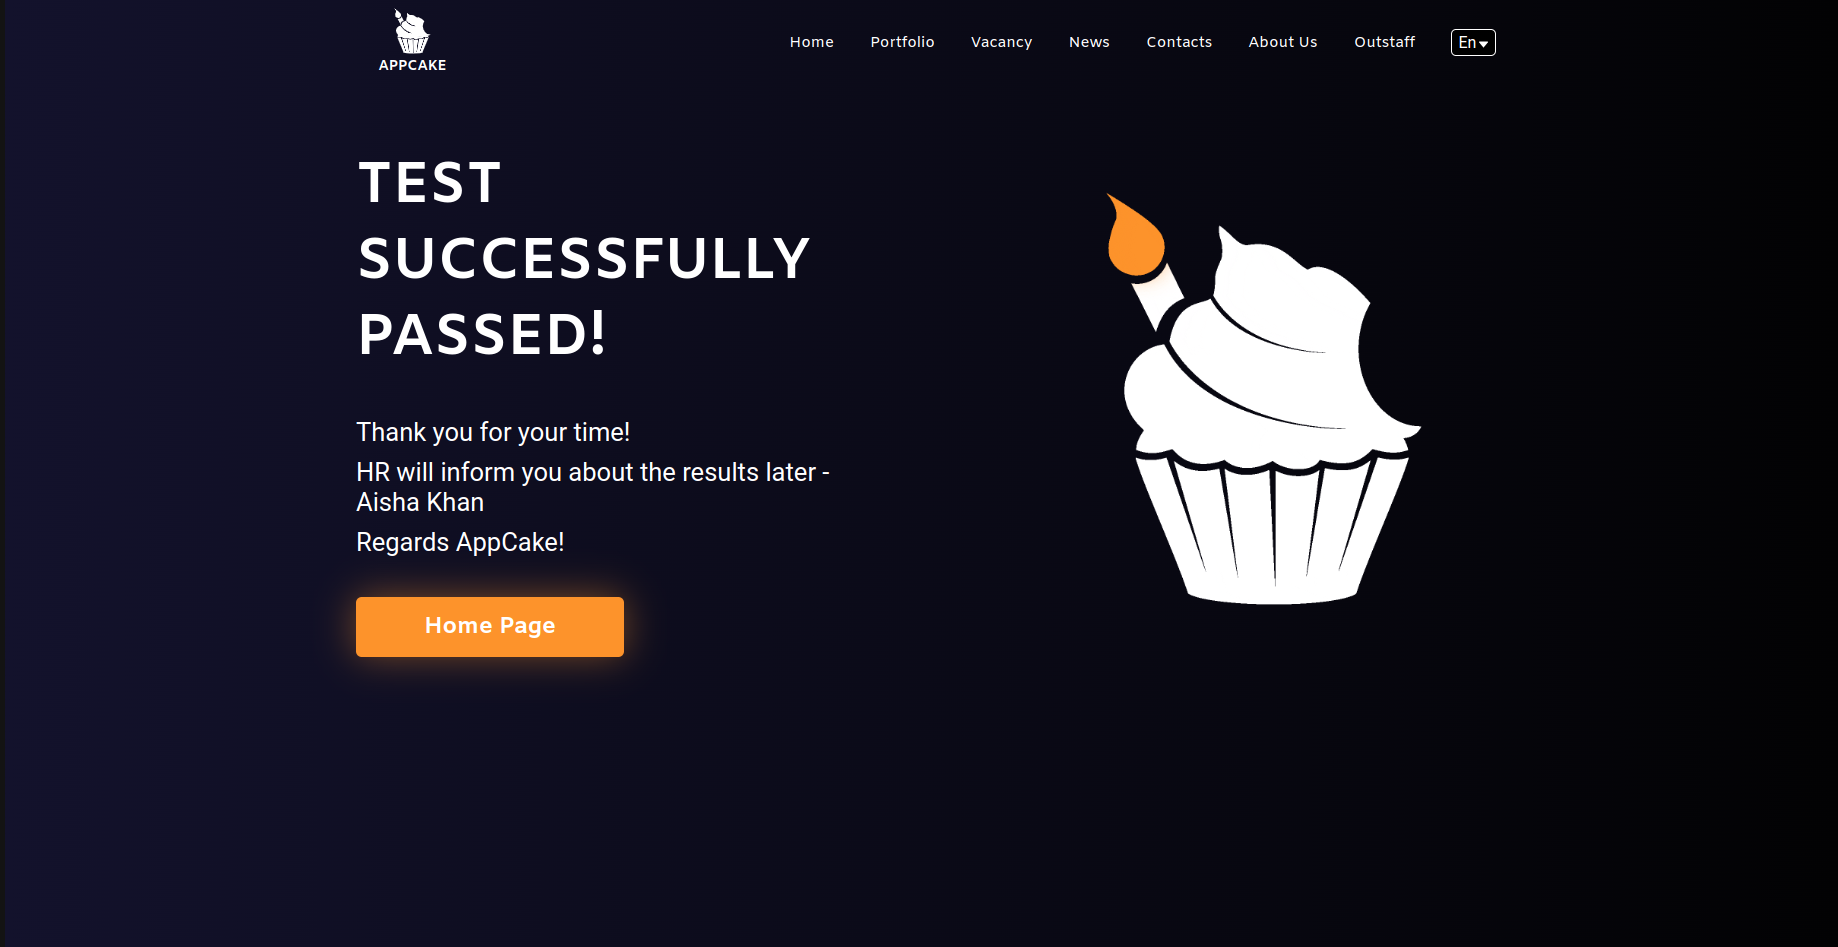 APPCAKE
Home
Portfolio
Vacancy
News
Contacts
About Us
Outstaff
En
TEST
SUCCESSFULLY
PASSED!
Thank you for your time!
HR will inform you about the results later -
Aisha Khan
Regards AppCake!
Home Page